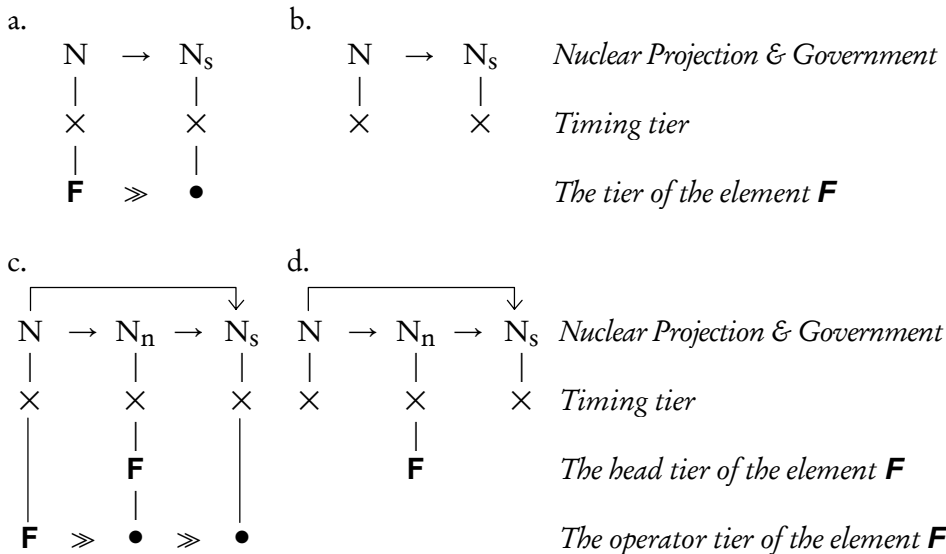 a. b.
N → Nₛ N → Nₛ Nuclear Projection & Government
× × × × Timing tier
F ≫ • The tier of the element F
c. d.
N → Nₙ → Nₛ N → Nₙ → Nₛ Nuclear Projection & Government
× × × × × × Timing tier
F F The head tier of the element F
F ≫ • ≫ • The operator tier of the element F